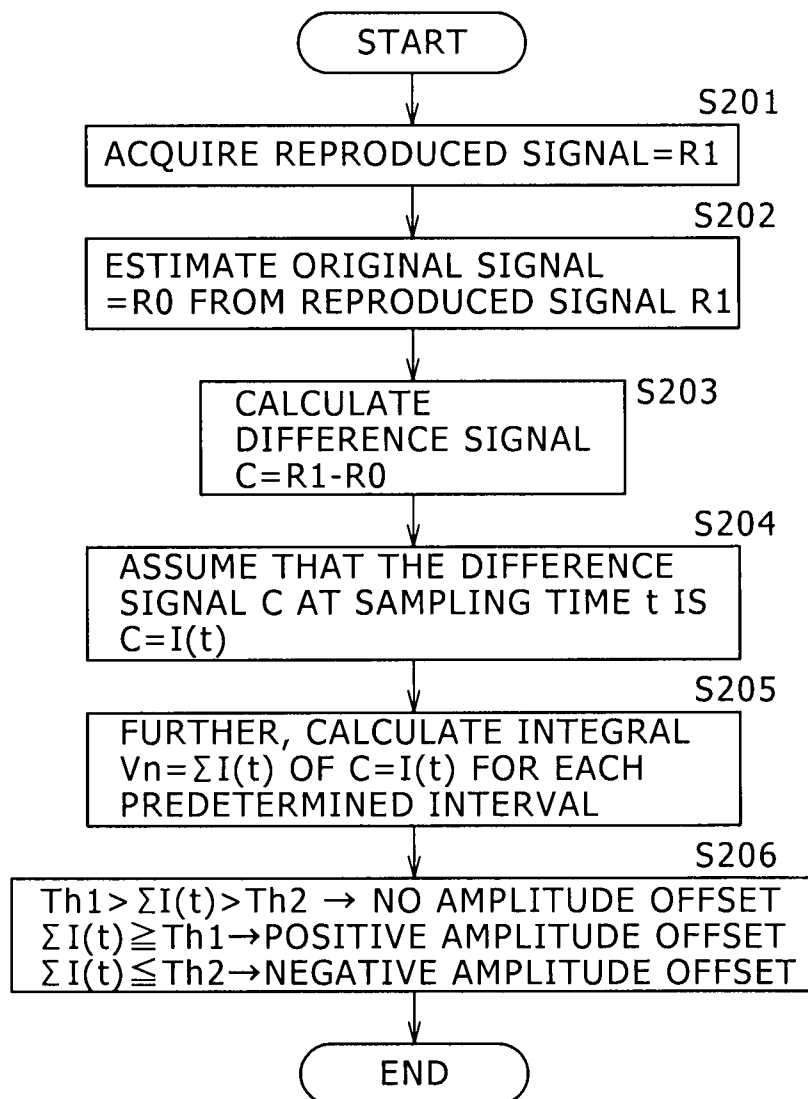 START
S201
ACQUIRE REPRODUCED SIGNAL=R1
S202
ESTIMATE ORIGINAL SIGNAL
=R0 FROM REPRODUCED SIGNAL R1
S203
CALCULATE
DIFFERENCE SIGNAL
C=R1-R0
S204
ASSUME THAT THE DIFFERENCE
SIGNAL C AT SAMPLING TIME t IS
C=I(t)
S205
FURTHER, CALCULATE INTEGRAL
Vn=ΣI(t) OF C=I(t) FOR EACH
PREDETERMINED INTERVAL
S206
Th1>ΣI(t)>Th2 → NO AMPLITUDE OFFSET
ΣI(t)≧Th1→POSITIVE AMPLITUDE OFFSET
ΣI(t)≦Th2→NEGATIVE AMPLITUDE OFFSET
END